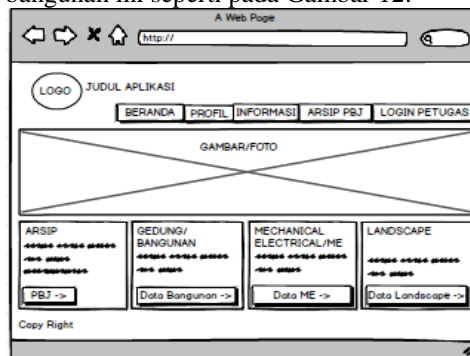 bangunan ini seperti pada Gambar 12.
A Web Page
http://
LOGO
JUDUL APLIKASI
BERANDA PROFIL INFORMASI ARSIP PBJ LOGIN PETUGAS
GAMBAR/FOTO
ARSIP
PBJ ->
GEDUNG/
BANGUNAN
Data Bangunan ->
MECHANICAL
ELECTRICAL/ME
Data ME ->
LANDSCAPE
Data Landscape ->
Copy Right